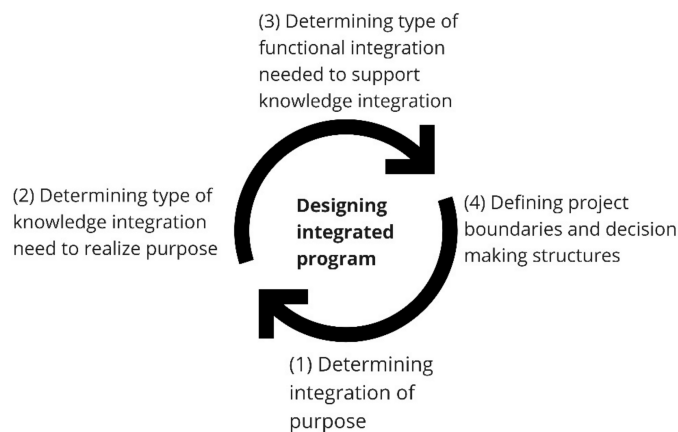 (3) Determining type of
functional integration
needed to support
knowledge integration
(2) Determining type of
knowledge integration
need to realize purpose
Designing
integrated
program
(4) Defining project
boundaries and decision
making structures
(1) Determining
integration of
purpose